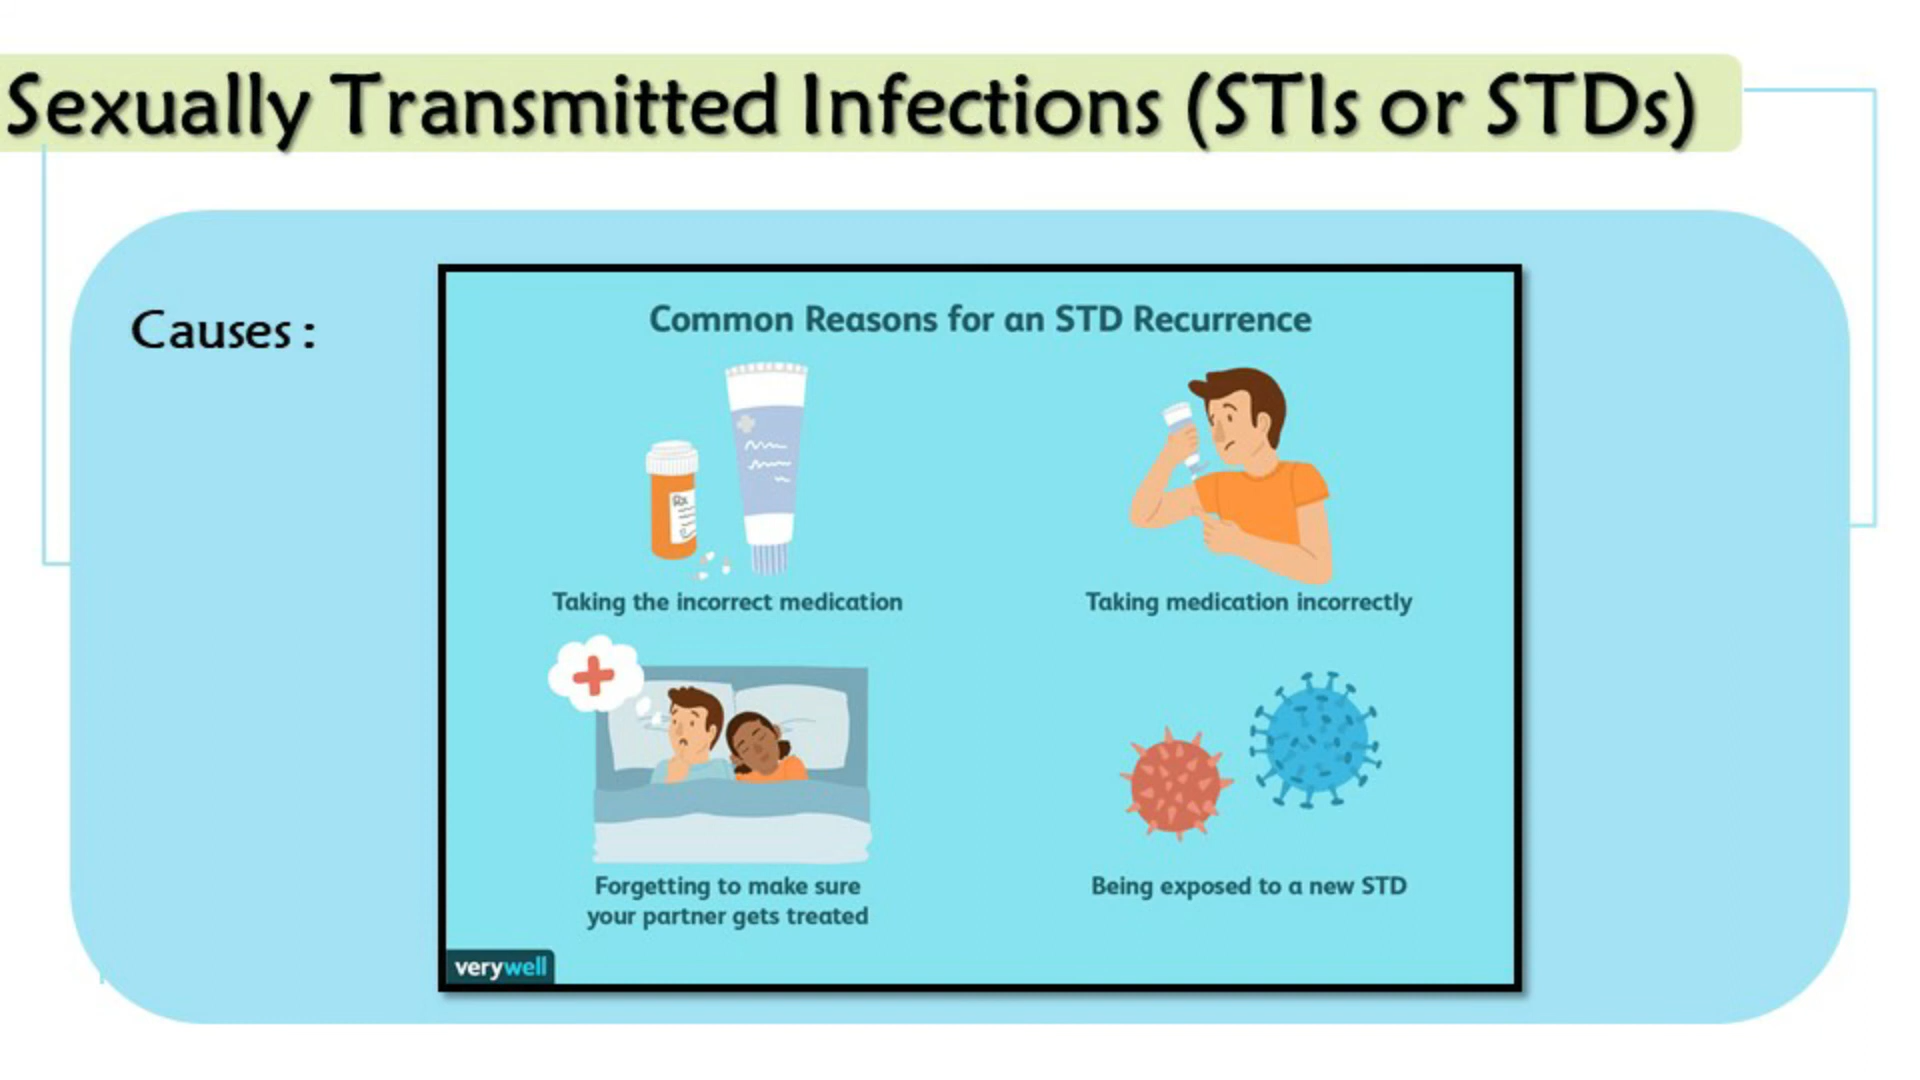 Sexually Transmitted Infections (STIs or STDs)
Causes :
Common Reasons for an STD Recurrence
Rx
Taking the incorrect medication
Taking medication incorrectly
Forgetting to make sure
your partner gets treated
Being exposed to a new STD
verywell